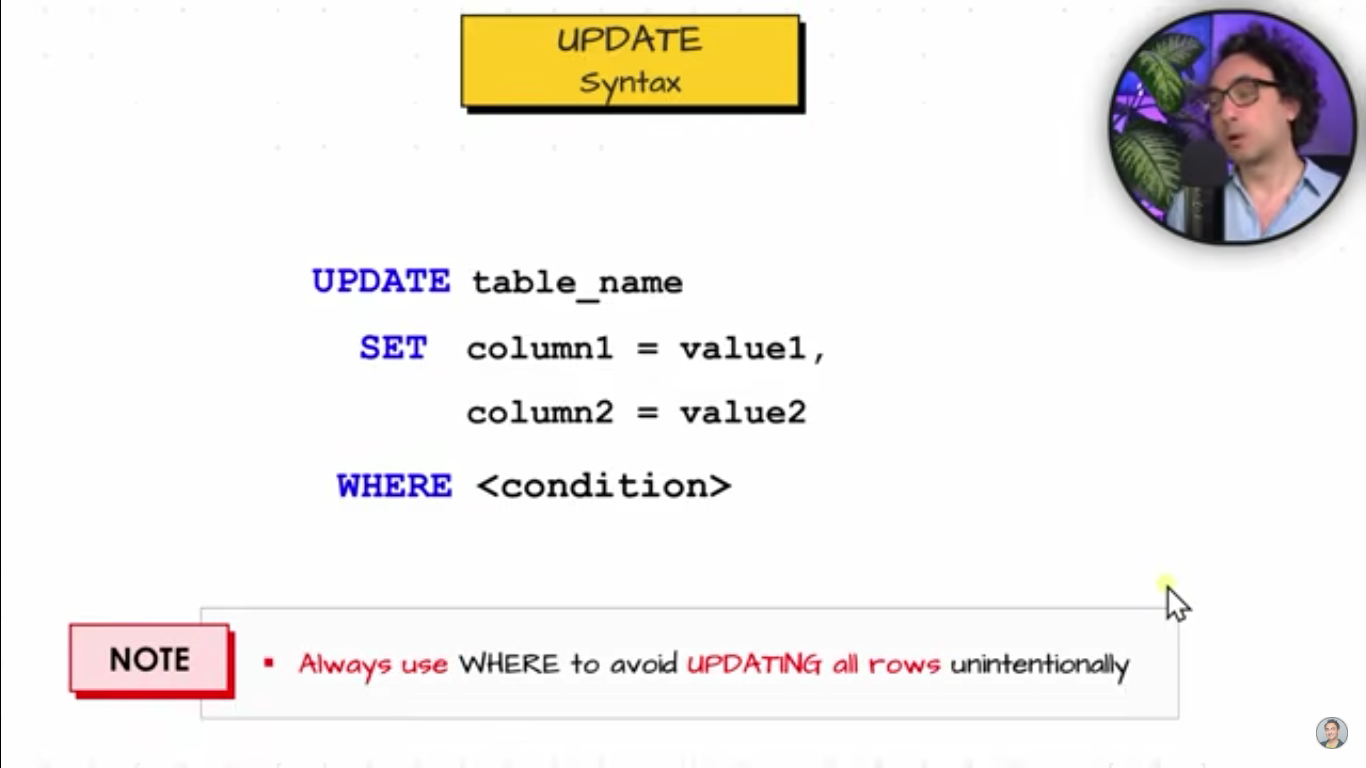 UPDATE
Syntax
UPDATE table_name
SET column1 = value1,
column2 = value2
WHERE <condition>
NOTE
▪ Always use WHERE to avoid UPDATING all rows unintentionally